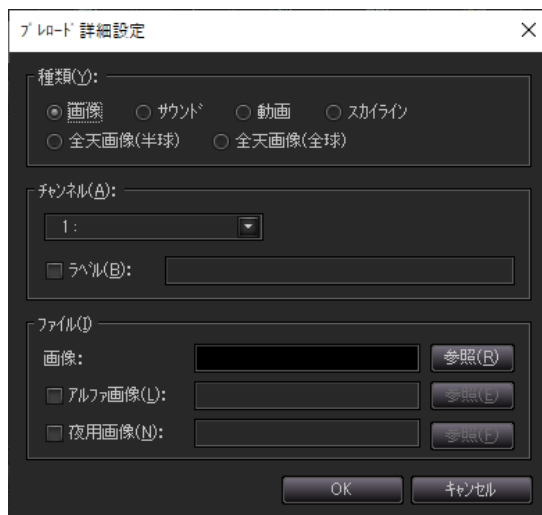 プレロード詳細設定
種類(Y):
画像 サウンド 動画 スカイライン
全天画像(半球) 全天画像(全球)
チャンネル(A):
1:
ラベル(B):
ファイル(I)
画像: 参照(R)
アルファ画像(L): 参照(E)
夜用画像(N): 参照(F)
OK キャンセル